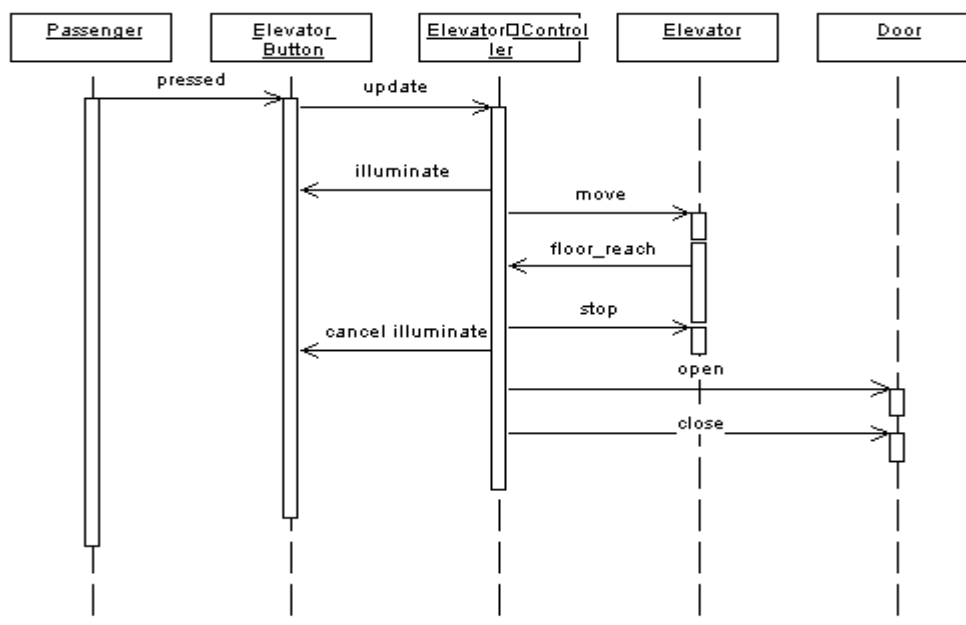 Passenger
Elevator
Button
Elevator□Control
ler
Elevator
Door
pressed
update
illuminate
move
floor_reach
stop
cancel illuminate
open
close